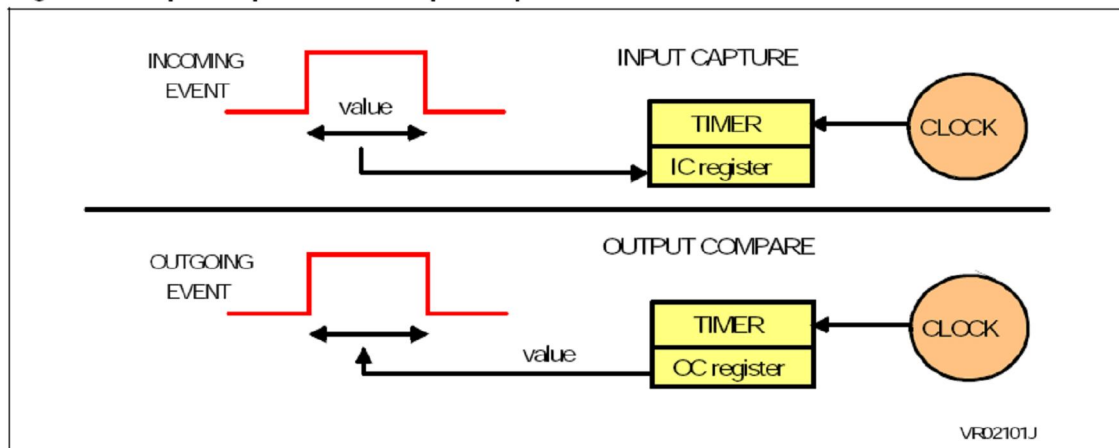 INCOMING
EVENT
value
INPUT CAPTURE
TIMER
IC register
CLOCK
OUTGOING
EVENT
value
OUTPUT COMPARE
TIMER
OC register
CLOCK
VR02101J